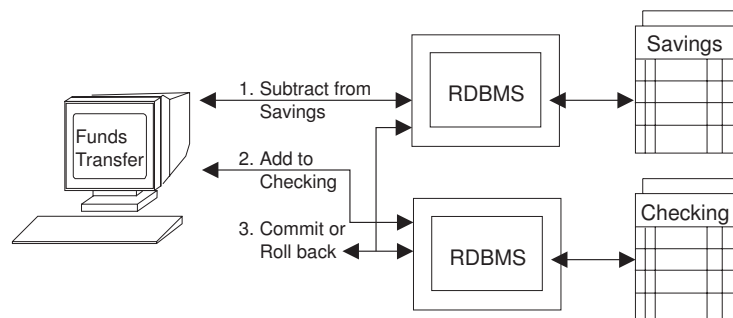 Savings
1. Subtract from
Savings
RDBMS
Funds
Transfer
2. Add to
Checking
Checking
3. Commit or
Roll back
RDBMS